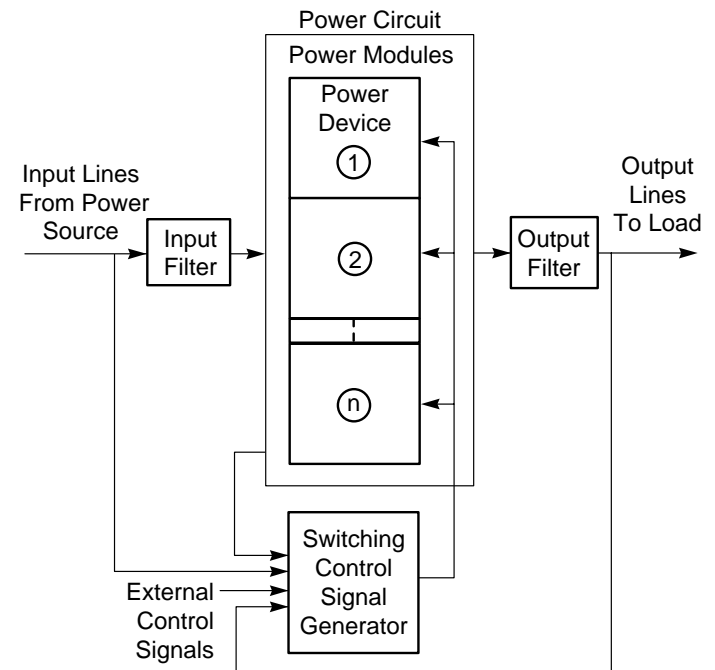 Power Circuit
Power Modules
Power
Device
1
Input Lines
From Power
Source
Input
Filter
2
Output
Filter
Output
Lines
To Load
n
Switching
Control
Signal
Generator
External
Control
Signals